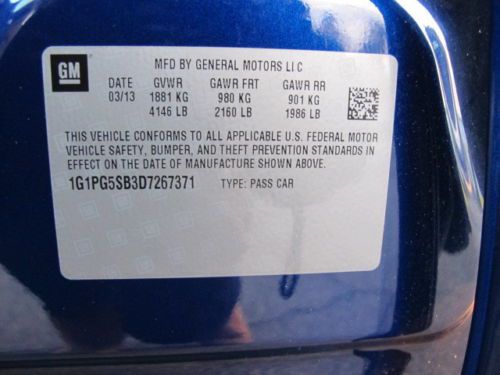 GM
MFD BY GENERAL MOTORS LLC
DATE GVWR GAWR FRT GAWR RR
03/13 1881 KG 980 KG 901 KG
4146 LB 2160 LB 1986 LB
THIS VEHICLE CONFORMS TO ALL APPLICABLE U.S. FEDERAL MOTOR
VEHICLE SAFETY, BUMPER, AND THEFT PREVENTION STANDARDS IN
EFFECT ON THE DATE OF MANUFACTURE SHOWN ABOVE.
1G1PG5SB3D7267371 TYPE: PASS CAR